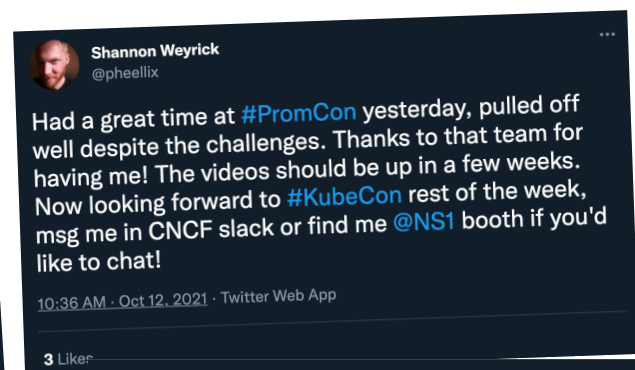 Shannon Weyrick
@pheellix
Had a great time at #PromCon yesterday, pulled off
well despite the challenges. Thanks to that team for
having me! The videos should be up in a few weeks.
Now looking forward to #KubeCon rest of the week,
msg me in CNCF slack or find me @NS1 booth if you'd
like to chat!
10:36 AM · Oct 12, 2021 · Twitter Web App
3 Likes